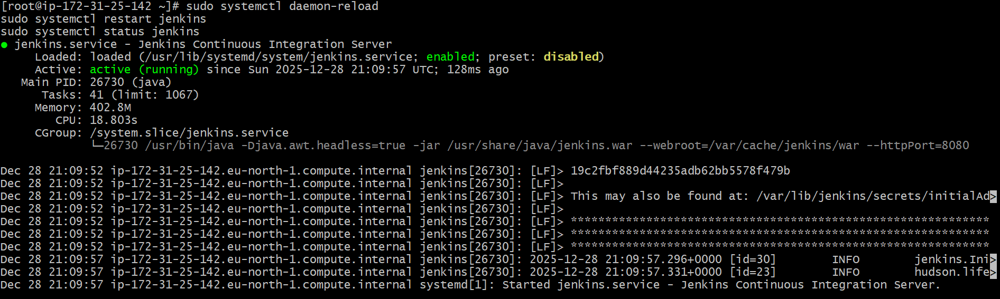 [root@ip-172-31-25-142 ~]# sudo systemctl daemon-reload
sudo systemctl restart jenkins
sudo systemctl status jenkins
● jenkins.service - Jenkins Continuous Integration Server
     Loaded: loaded (/usr/lib/systemd/system/jenkins.service; enabled; preset: disabled)
     Active: active (running) since Sun 2025-12-28 21:09:57 UTC; 128ms ago
   Main PID: 26730 (java)
      Tasks: 41 (limit: 1067)
     Memory: 402.8M
        CPU: 18.803s
     CGroup: /system.slice/jenkins.service
             └─26730 /usr/bin/java -Djava.awt.headless=true -jar /usr/share/java/jenkins.war --webroot=/var/cache/jenkins/war --httpPort=8080

Dec 28 21:09:52 ip-172-31-25-142.eu-north-1.compute.internal jenkins[26730]: [LF]> 19c2fbf889d44235adb62bb5578f479b
Dec 28 21:09:52 ip-172-31-25-142.eu-north-1.compute.internal jenkins[26730]: [LF]>
Dec 28 21:09:52 ip-172-31-25-142.eu-north-1.compute.internal jenkins[26730]: [LF]> This may also be found at: /var/lib/jenkins/secrets/initialAd>
Dec 28 21:09:52 ip-172-31-25-142.eu-north-1.compute.internal jenkins[26730]: [LF]>
Dec 28 21:09:52 ip-172-31-25-142.eu-north-1.compute.internal jenkins[26730]: [LF]> *************************************************************
Dec 28 21:09:52 ip-172-31-25-142.eu-north-1.compute.internal jenkins[26730]: [LF]> *************************************************************
Dec 28 21:09:52 ip-172-31-25-142.eu-north-1.compute.internal jenkins[26730]: [LF]> *************************************************************
Dec 28 21:09:57 ip-172-31-25-142.eu-north-1.compute.internal jenkins[26730]: 2025-12-28 21:09:57.296+0000 [id=30]        INFO        jenkins.Ini>
Dec 28 21:09:57 ip-172-31-25-142.eu-north-1.compute.internal jenkins[26730]: 2025-12-28 21:09:57.331+0000 [id=23]        INFO        hudson.life>
Dec 28 21:09:57 ip-172-31-25-142.eu-north-1.compute.internal systemd[1]: Started jenkins.service - Jenkins Continuous Integration Server.